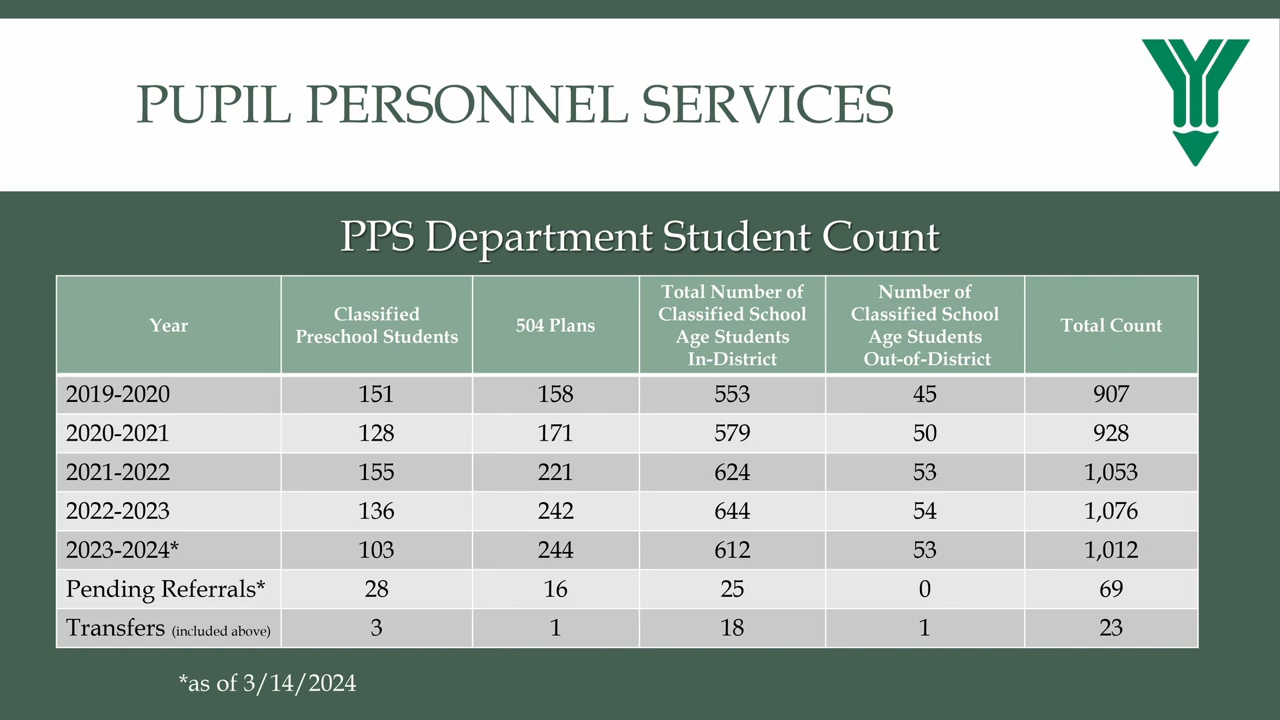 PUPIL PERSONNEL SERVICES
PPS Department Student Count
Year | Classified Preschool Students | 504 Plans | Total Number of Classified School Age Students In-District | Number of Classified School Age Students Out-of-District | Total Count
2019-2020 | 151 | 158 | 553 | 45 | 907
2020-2021 | 128 | 171 | 579 | 50 | 928
2021-2022 | 155 | 221 | 624 | 53 | 1,053
2022-2023 | 136 | 242 | 644 | 54 | 1,076
2023-2024* | 103 | 244 | 612 | 53 | 1,012
Pending Referrals* | 28 | 16 | 25 | 0 | 69
Transfers (included above) | 3 | 1 | 18 | 1 | 23
*as of 3/14/2024